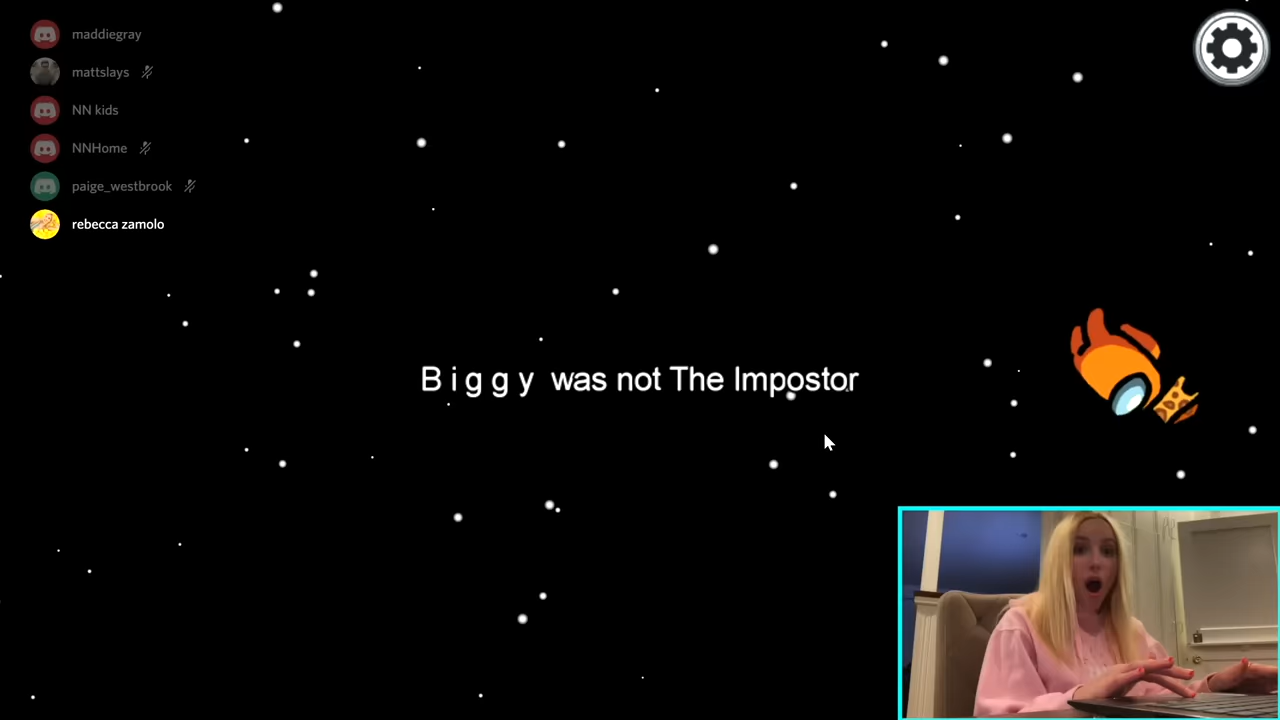 maddiegray
mattslays
NN kids
NNHome
paige_westbrook
rebecca zamolo
B i g g y was not The Impostor